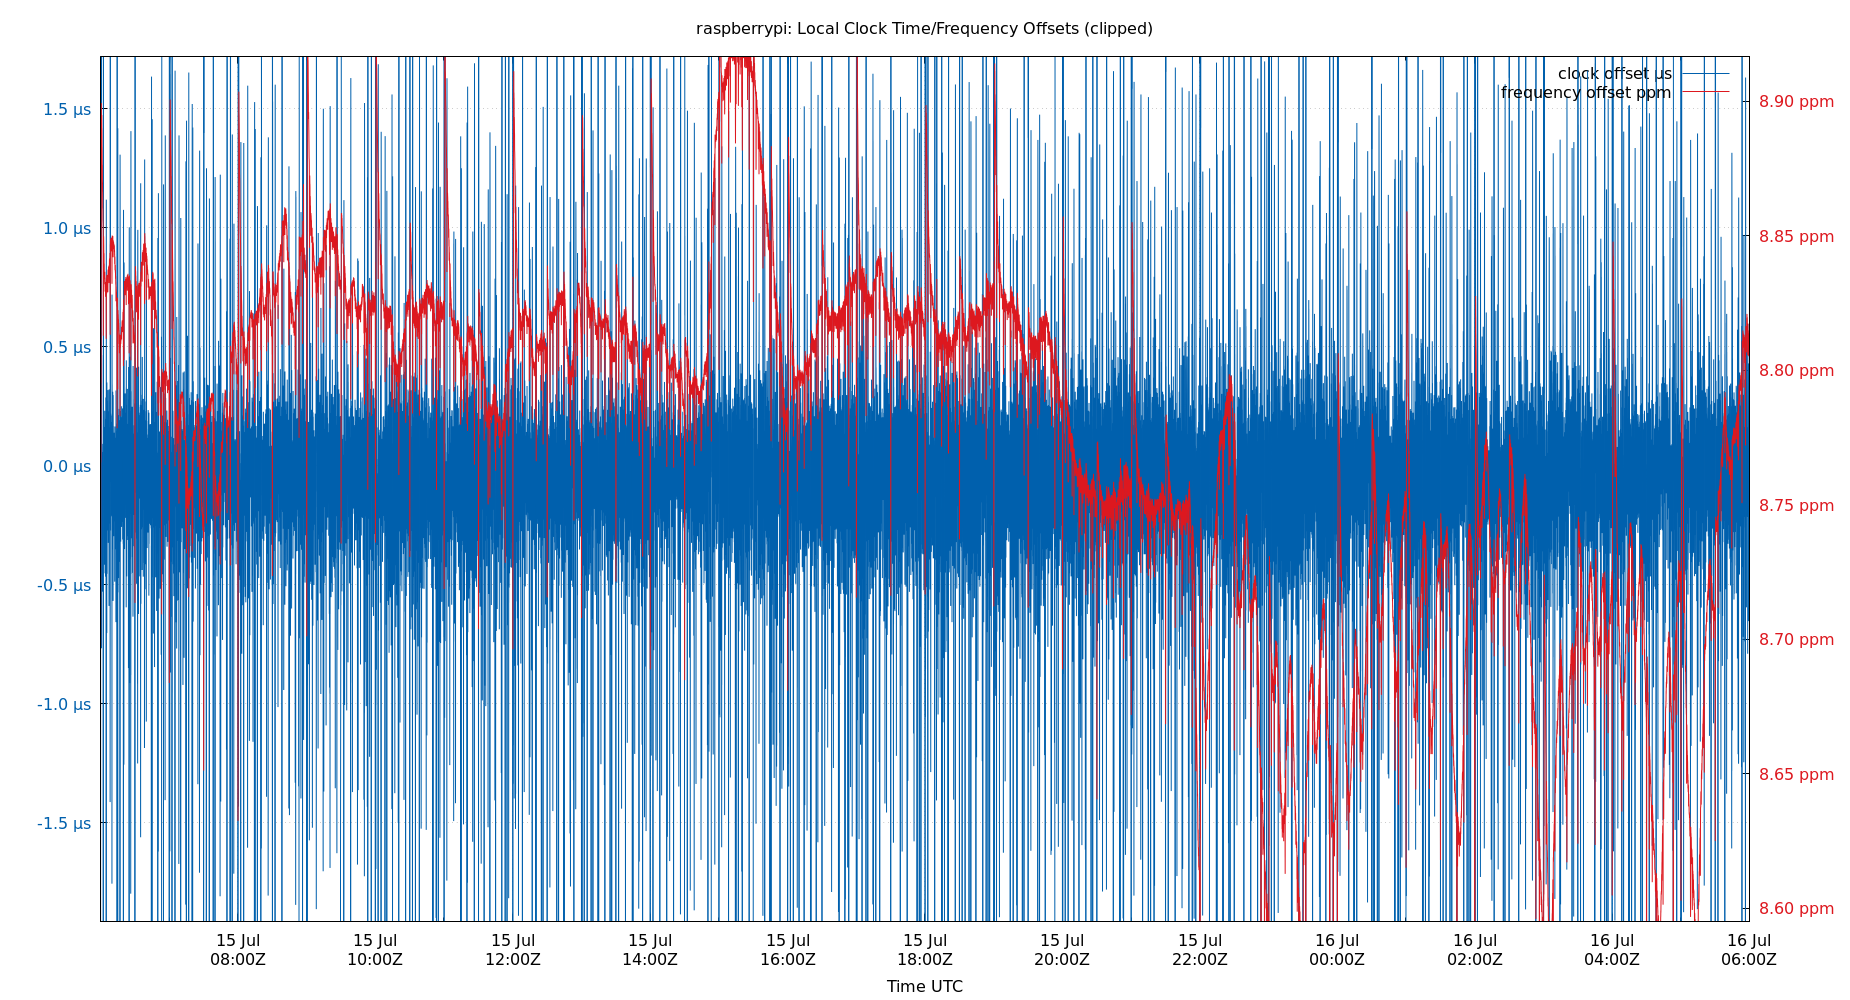 raspberrypi: Local Clock Time/Frequency Offsets (clipped)
clock offset µs
frequency offset ppm
1.5 µs
1.0 µs
0.5 µs
0.0 µs
-0.5 µs
-1.0 µs
-1.5 µs
8.90 ppm
8.85 ppm
8.80 ppm
8.75 ppm
8.70 ppm
8.65 ppm
8.60 ppm
15 Jul 15 Jul 15 Jul 15 Jul 15 Jul 15 Jul 15 Jul 15 Jul 16 Jul 16 Jul 16 Jul 16 Jul
08:00Z 10:00Z 12:00Z 14:00Z 16:00Z 18:00Z 20:00Z 22:00Z 00:00Z 02:00Z 04:00Z 06:00Z
Time UTC